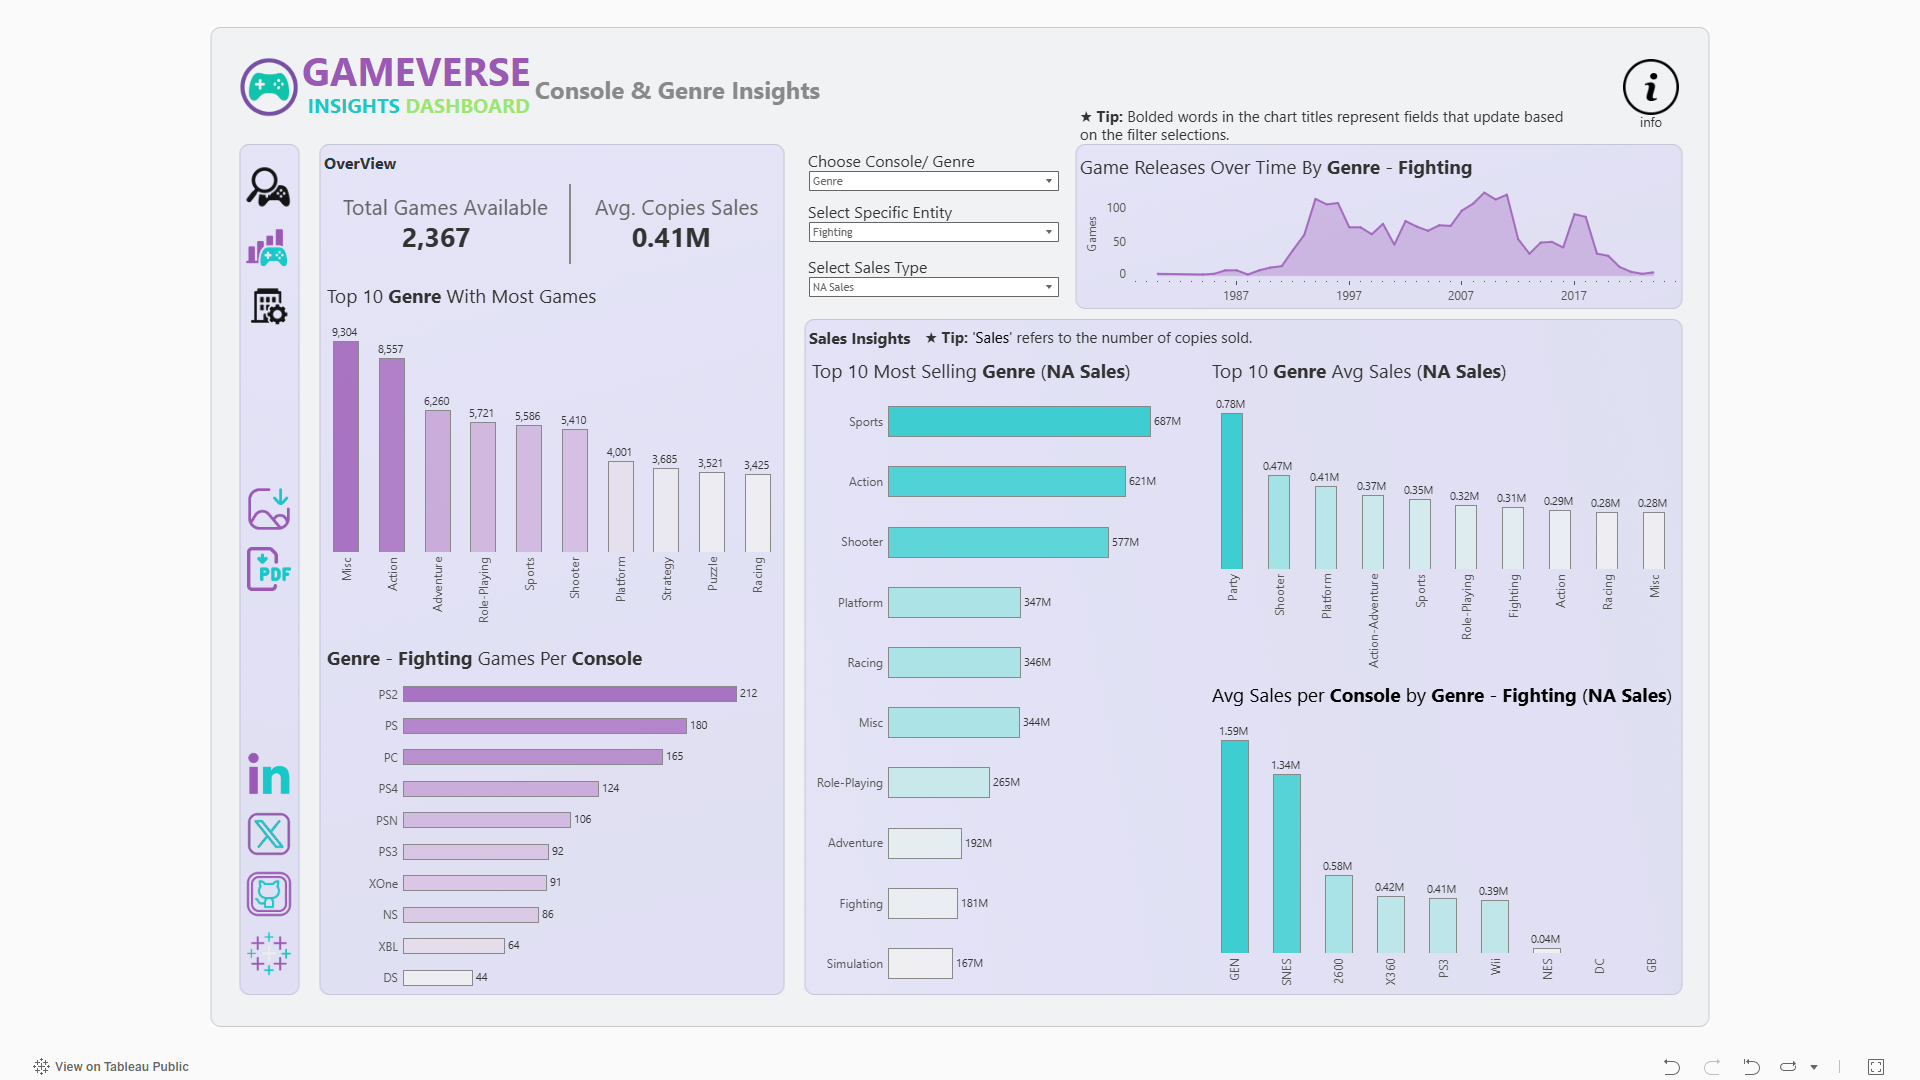 GAMEVERSE
INSIGHTS DASHBOARD
Console & Genre Insights
info
★ Tip: Bolded words in the chart titles represent fields that update based
on the filter selections.
OverView
Total Games Available
2,367
Avg. Copies Sales
0.41M
Choose Console/ Genre
Genre
Select Specific Entity
Fighting
Select Sales Type
NA Sales
Game Releases Over Time By Genre - Fighting
Games
100
50
0
1987
1997
2007
2017
Top 10 Genre With Most Games
9,304
8,557
6,260
5,721
5,586
5,410
4,001
3,685
3,521
3,425
Misc
Action
Adventure
Role-Playing
Sports
Shooter
Platform
Strategy
Puzzle
Racing
Genre - Fighting Games Per Console
PS2 212
PS 180
PC 165
PS4 124
PSN 106
PS3 92
XOne 91
NS 86
XBL 64
DS 44
Sales Insights ★ Tip: 'Sales' refers to the number of copies sold.
Top 10 Most Selling Genre (NA Sales)
Sports 687M
Action 621M
Shooter 577M
Platform 347M
Racing 346M
Misc 344M
Role-Playing 265M
Adventure 192M
Fighting 181M
Simulation 167M
Top 10 Genre Avg Sales (NA Sales)
0.78M
0.47M
0.41M
0.37M
0.35M
0.32M
0.31M
0.29M
0.28M
0.28M
Party
Shooter
Platform
Action-Adventure
Sports
Role-Playing
Fighting
Action
Racing
Misc
Avg Sales per Console by Genre - Fighting (NA Sales)
1.59M
1.34M
0.58M
0.42M
0.41M
0.39M
0.04M
GEN
SNES
2600
X360
PS3
Wii
NES
DC
GB
PDF
in
X
View on Tableau Public